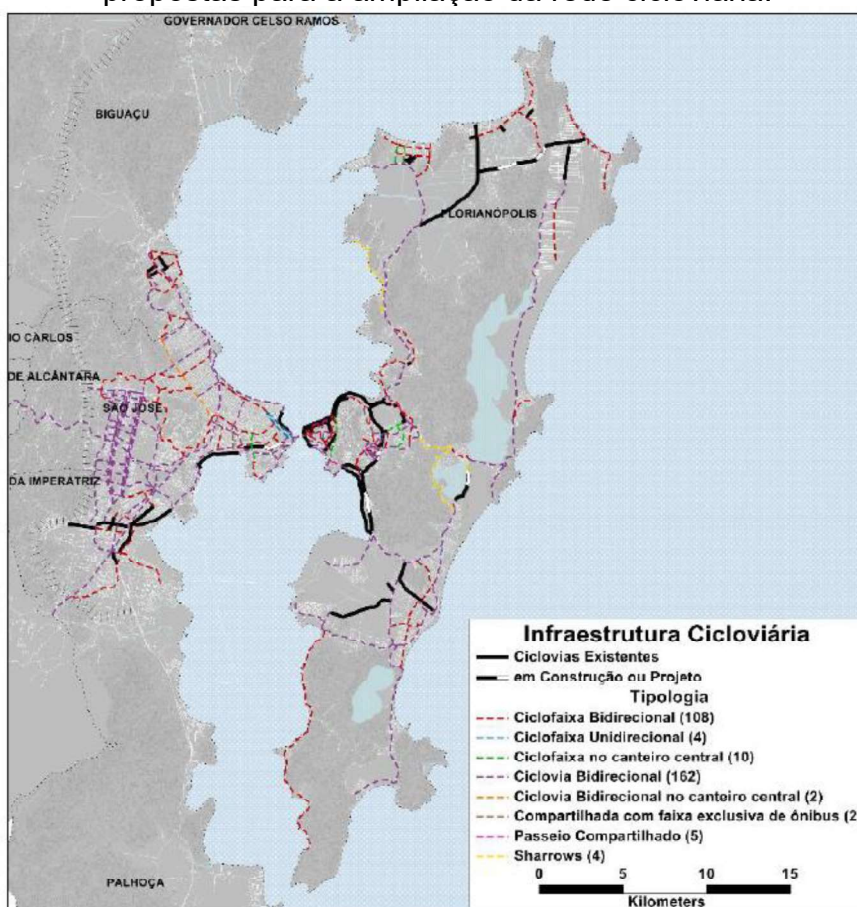 propostas para a ampliação da rede cicloviária.
GOVERNADOR CELSO RAMOS
BIGUAÇU
FLORIANÓPOLIS
IO CARLOS
DE ALCÂNTARA
SÃO JOSÉ
DA IMPERATRIZ
PALHOÇA
Infraestrutura Cicloviária
Ciclovias Existentes
em Construção ou Projeto
Tipologia
Ciclofaixa Bidirecional (108)
Ciclofaixa Unidirecional (4)
Ciclofaixa no canteiro central (10)
Ciclovia Bidirecional (162)
Ciclovia Bidirecional no canteiro central (2)
Compartilhada com faixa exclusiva de ônibus (2
Passeio Compartilhado (5)
Sharrows (4)
0 5 10 15
Kilometers